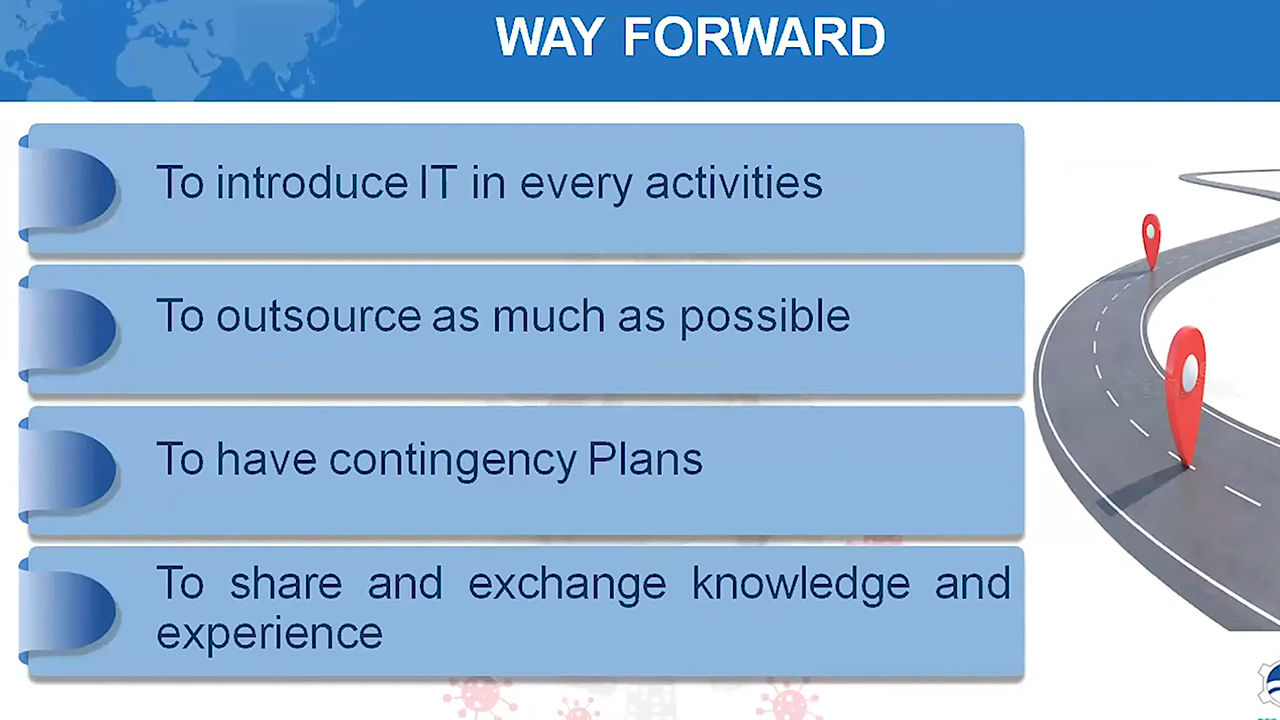 WAY FORWARD
To introduce IT in every activities
To outsource as much as possible
To have contingency Plans
To share and exchange knowledge and
experience